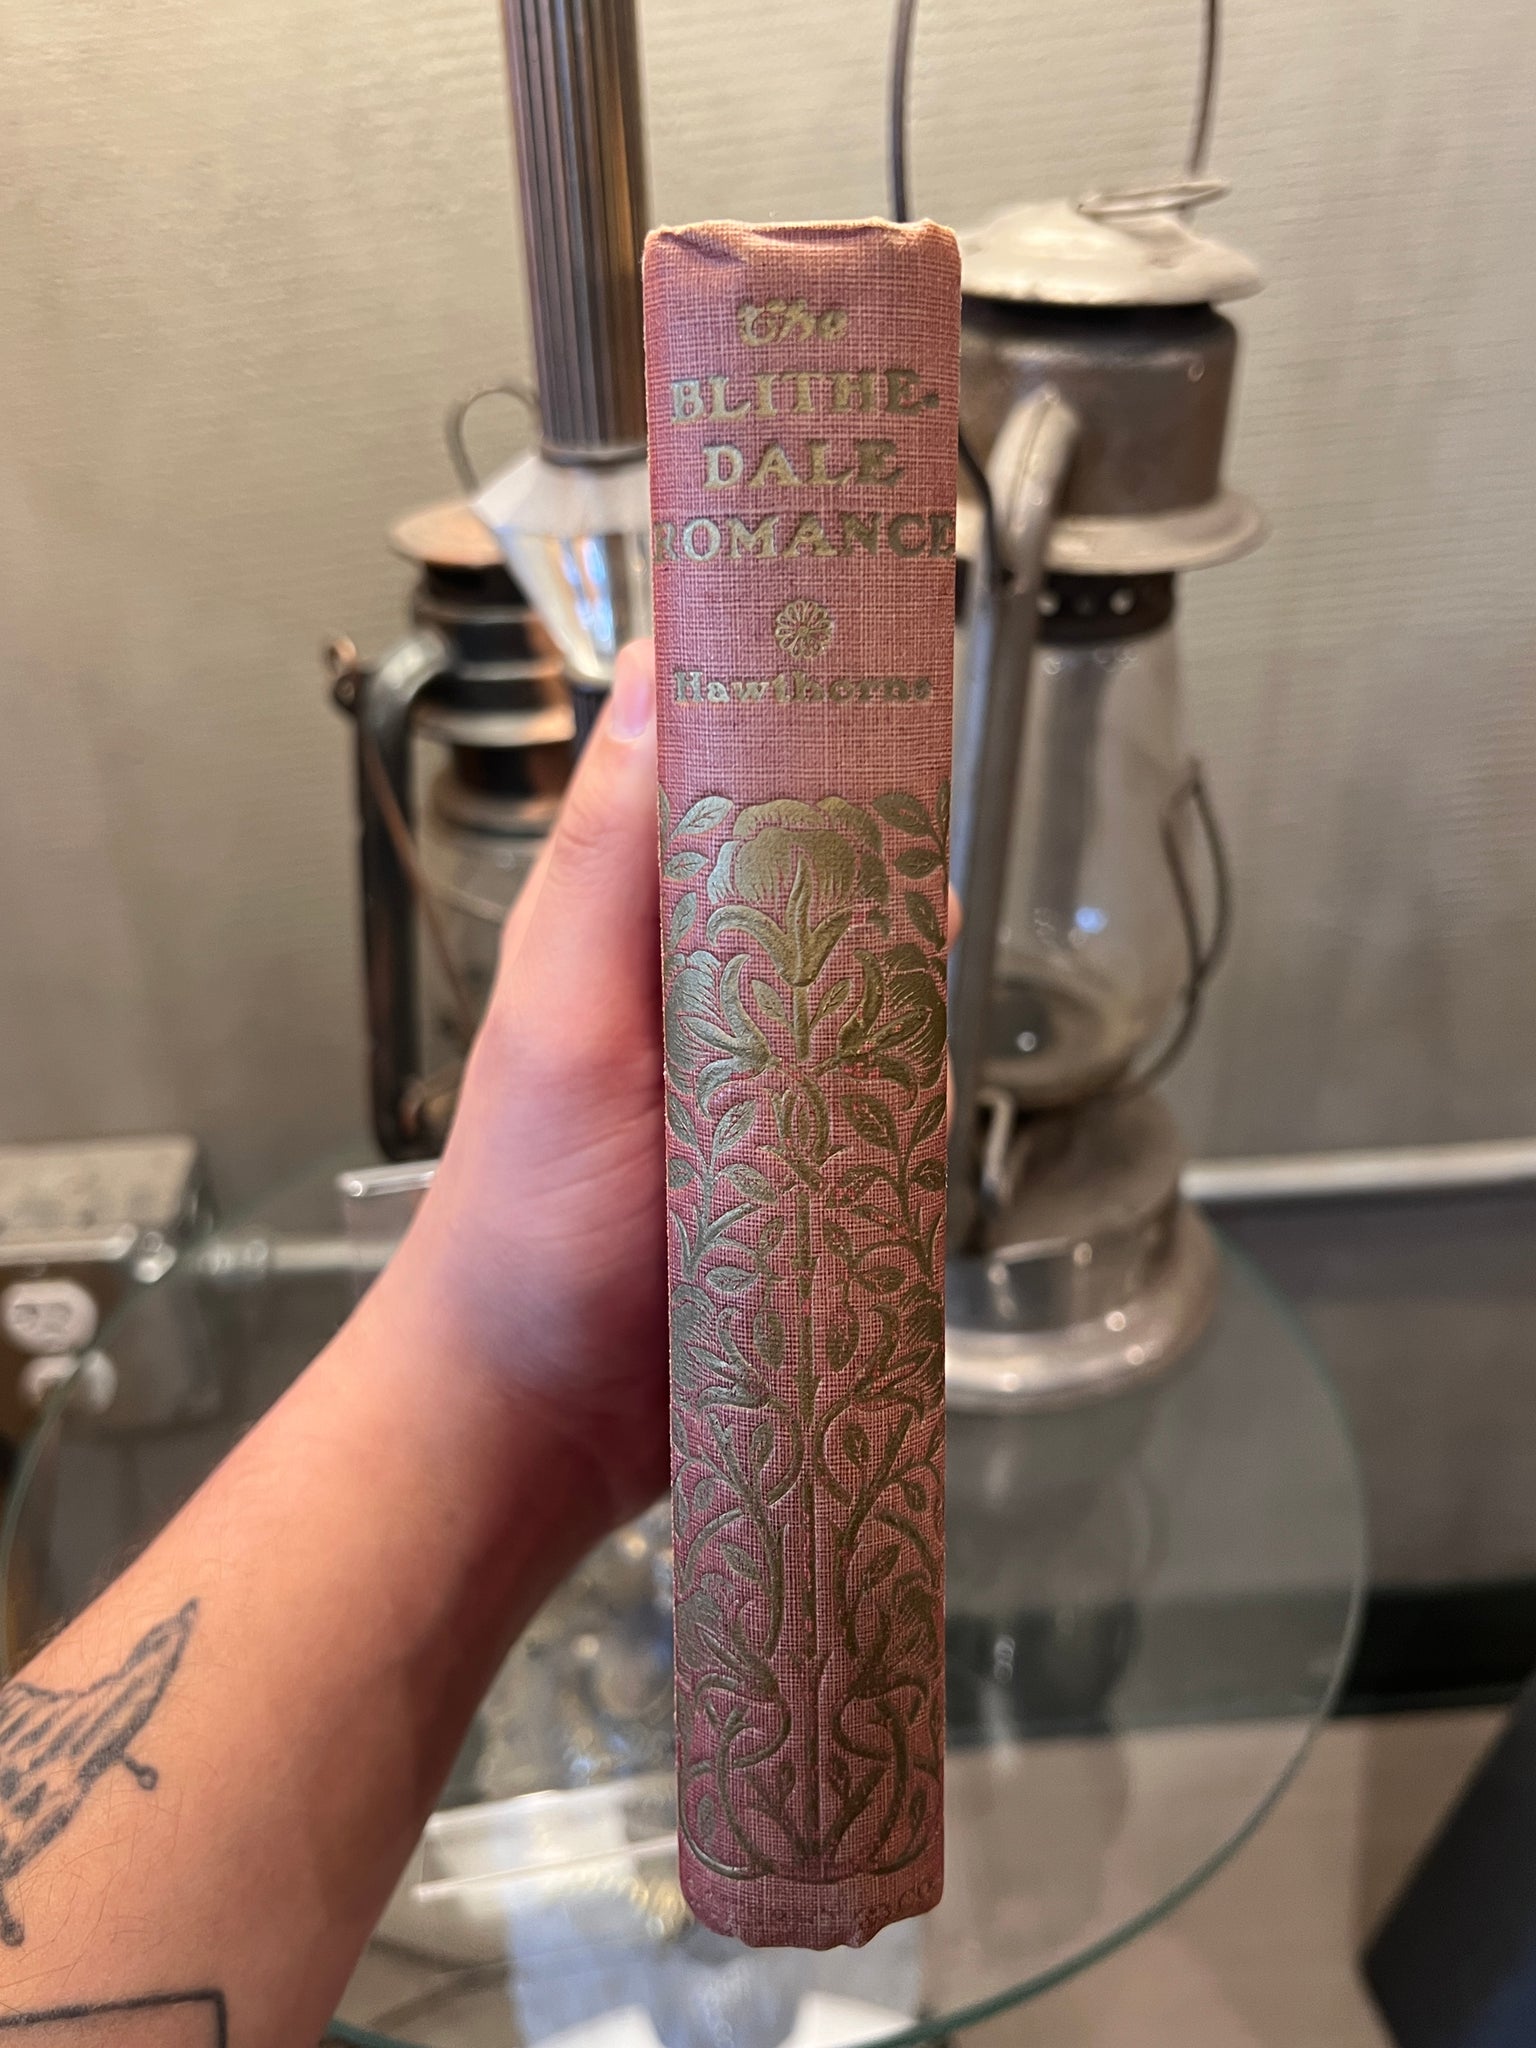 The
BLITHE-
DALE
ROMANCE
Hawthorne